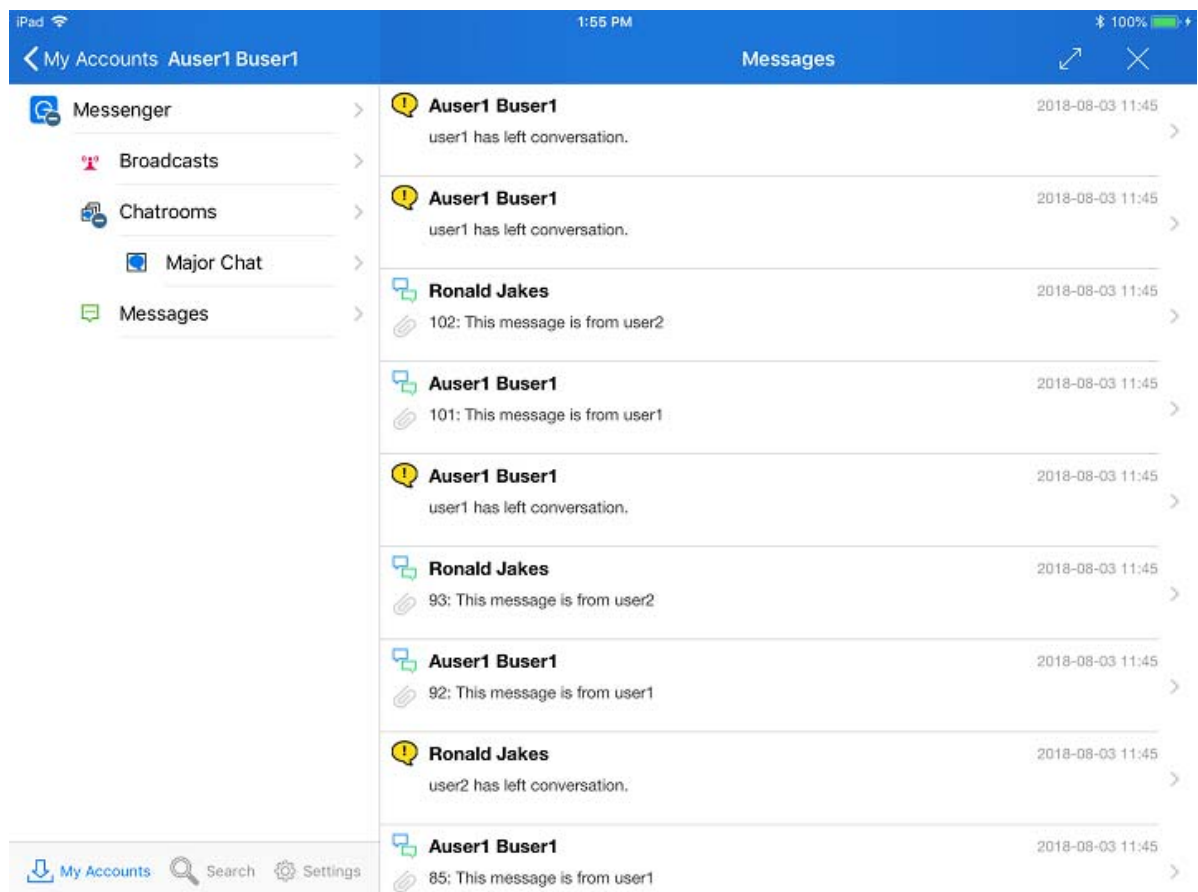 iPad 1:55 PM 100%
My Accounts Auser1 Buser1 Messages
Messenger
Broadcasts
Chatrooms
Major Chat
Messages
Auser1 Buser1 2018-08-03 11:45
user1 has left conversation.
Auser1 Buser1 2018-08-03 11:45
user1 has left conversation.
Ronald Jakes 2018-08-03 11:45
102: This message is from user2
Auser1 Buser1 2018-08-03 11:45
101: This message is from user1
Auser1 Buser1 2018-08-03 11:45
user1 has left conversation.
Ronald Jakes 2018-08-03 11:45
93: This message is from user2
Auser1 Buser1 2018-08-03 11:45
92: This message is from user1
Ronald Jakes 2018-08-03 11:45
user2 has left conversation.
Auser1 Buser1 2018-08-03 11:45
85: This message is from user1
My Accounts Search Settings